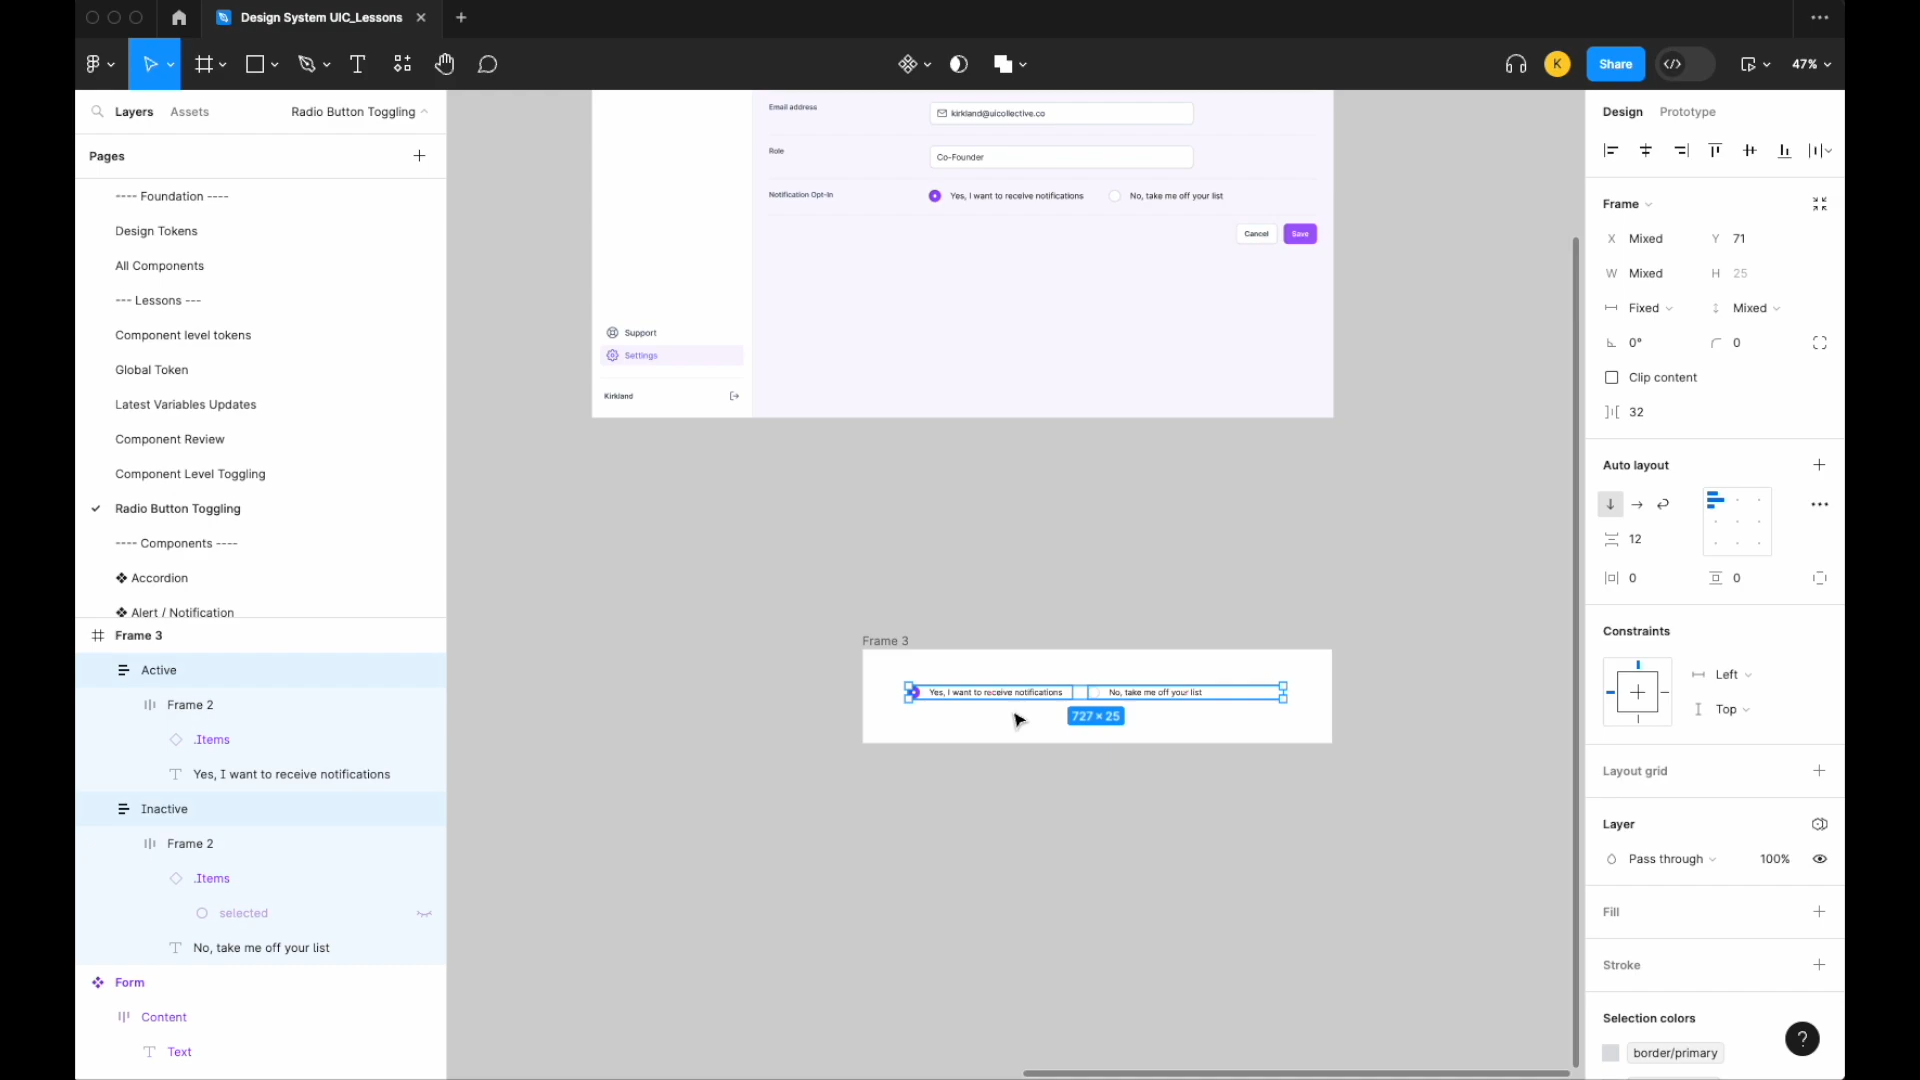 Design System UIC_Lessons
K
Share
47%
Layers
Assets
Radio Button Toggling
Pages
---- Foundation ----
Design Tokens
All Components
--- Lessons ---
Component level tokens
Global Token
Latest Variables Updates
Component Review
Component Level Toggling
Radio Button Toggling
---- Components ----
Accordion
Alert / Notification
Frame 3
Active
Frame 2
.Items
Yes, I want to receive notifications
Inactive
Frame 2
.Items
selected
No, take me off your list
Form
Content
Text
Email address
kirkland@uicollective.co
Role
Co-Founder
Notification Opt-In
Yes, I want to receive notifications
No, take me off your list
Cancel
Save
Support
Settings
Kirkland
Frame 3
Yes, I want to receive notifications
No, take me off your list
727 × 25
Design
Prototype
Frame
X Mixed
Y 71
W Mixed
H 25
Fixed
Mixed
0°
0
Clip content
32
Auto layout
12
0
0
Constraints
Left
Top
Layout grid
Layer
Pass through
100%
Fill
Stroke
Selection colors
border/primary
?